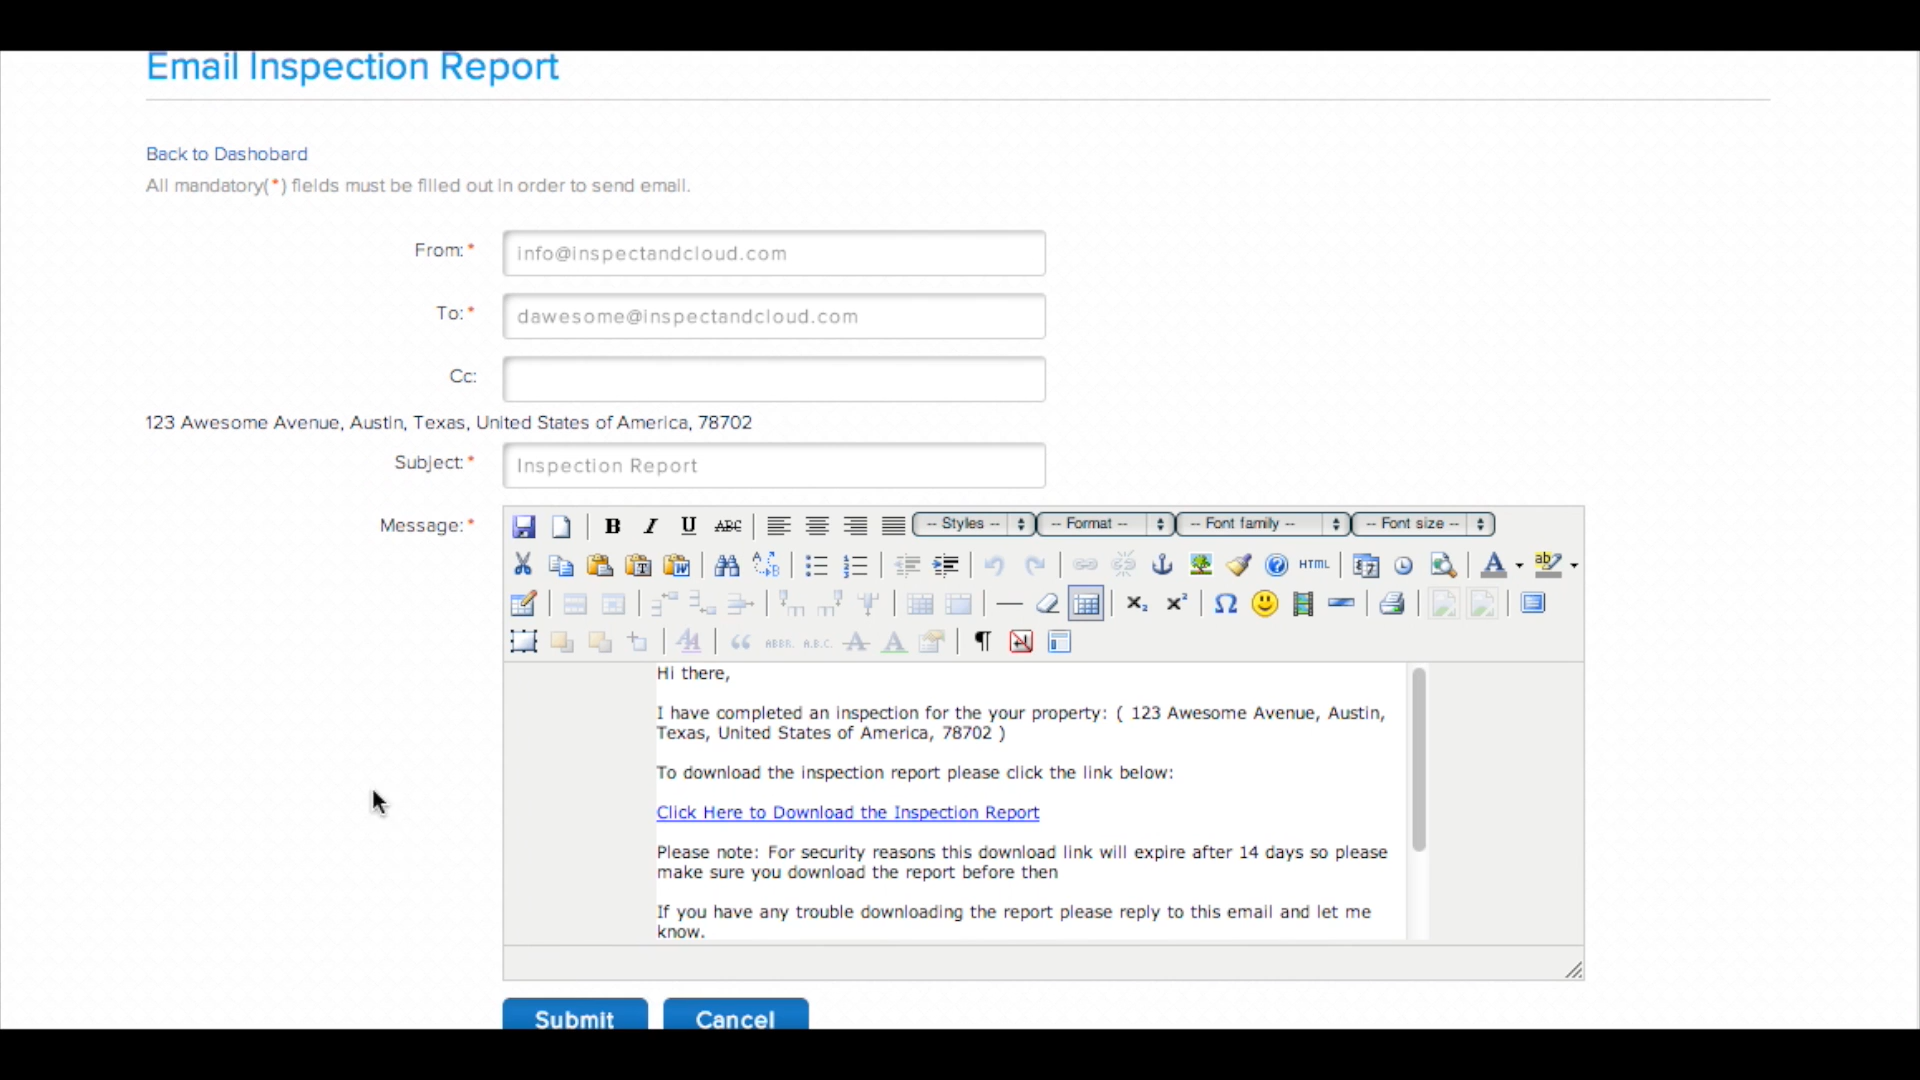 Email Inspection Report
Back to Dashobard
All mandatory(*) fields must be filled out in order to send email.
From:* info@inspectandcloud.com
To:* dawesome@inspectandcloud.com
Cc:
123 Awesome Avenue, Austin, Texas, United States of America, 78702
Subject:* Inspection Report
Message:* B I U ABC -- Styles -- -- Format -- -- Font family -- -- Font size --
HTML A ab
x₂ x² Ω
ABBR. A.B.C. A A ¶
Hi there,
I have completed an inspection for the your property: ( 123 Awesome Avenue, Austin,
Texas, United States of America, 78702 )
To download the inspection report please click the link below:
Click Here to Download the Inspection Report
Please note: For security reasons this download link will expire after 14 days so please
make sure you download the report before then
If you have any trouble downloading the report please reply to this email and let me
know.
Submit Cancel